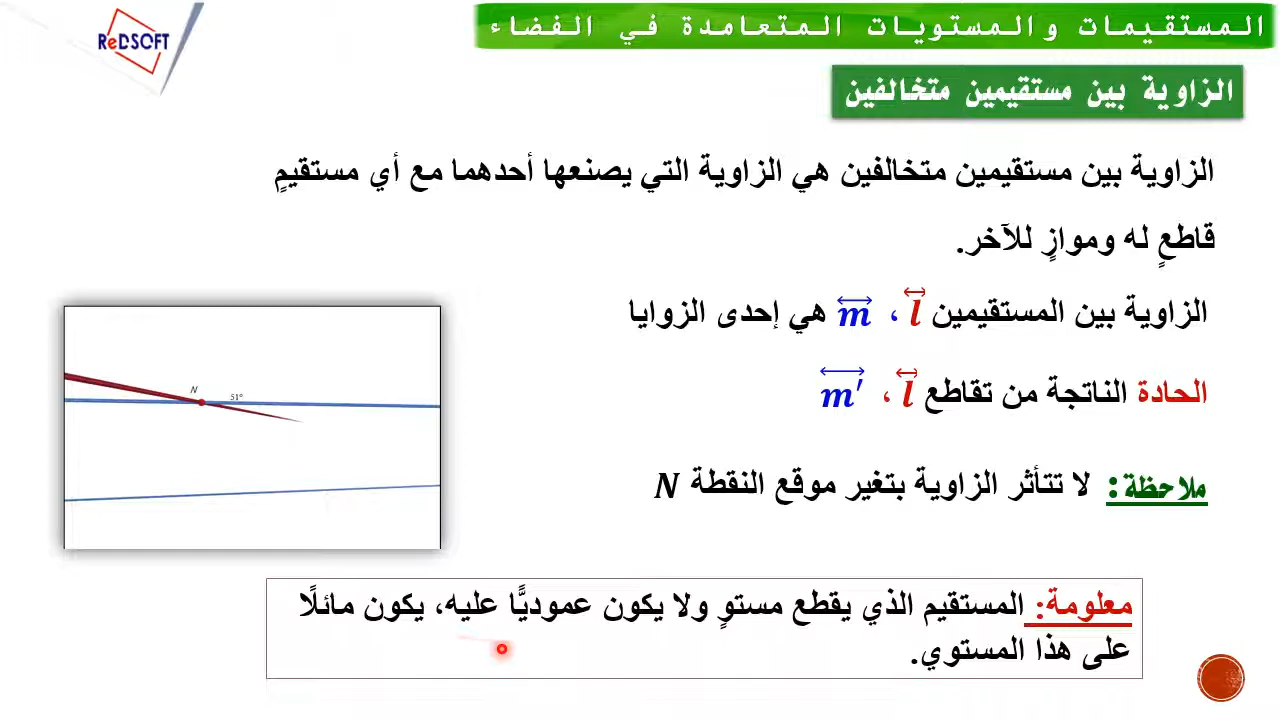 ReDSOFT
المستقيمات والمستويات المتعامدة في الفضاء
الزاوية بين مستقيمين متخالفين
الزاوية بين مستقيمين متخالفين هي الزاوية التي يصنعها أحدهما مع أي مستقيمٍ
قاطعٍ له وموازٍ للآخر.
الزاوية بين المستقيمين l ، m هي إحدى الزوايا
الحادة الناتجة من تقاطع l ، m′
ملاحظة: لا تتأثر الزاوية بتغير موقع النقطة N
N
51°
معلومة: المستقيم الذي يقطع مستوٍ ولا يكون عموديًّا عليه، يكون مائلًا
على هذا المستوي.